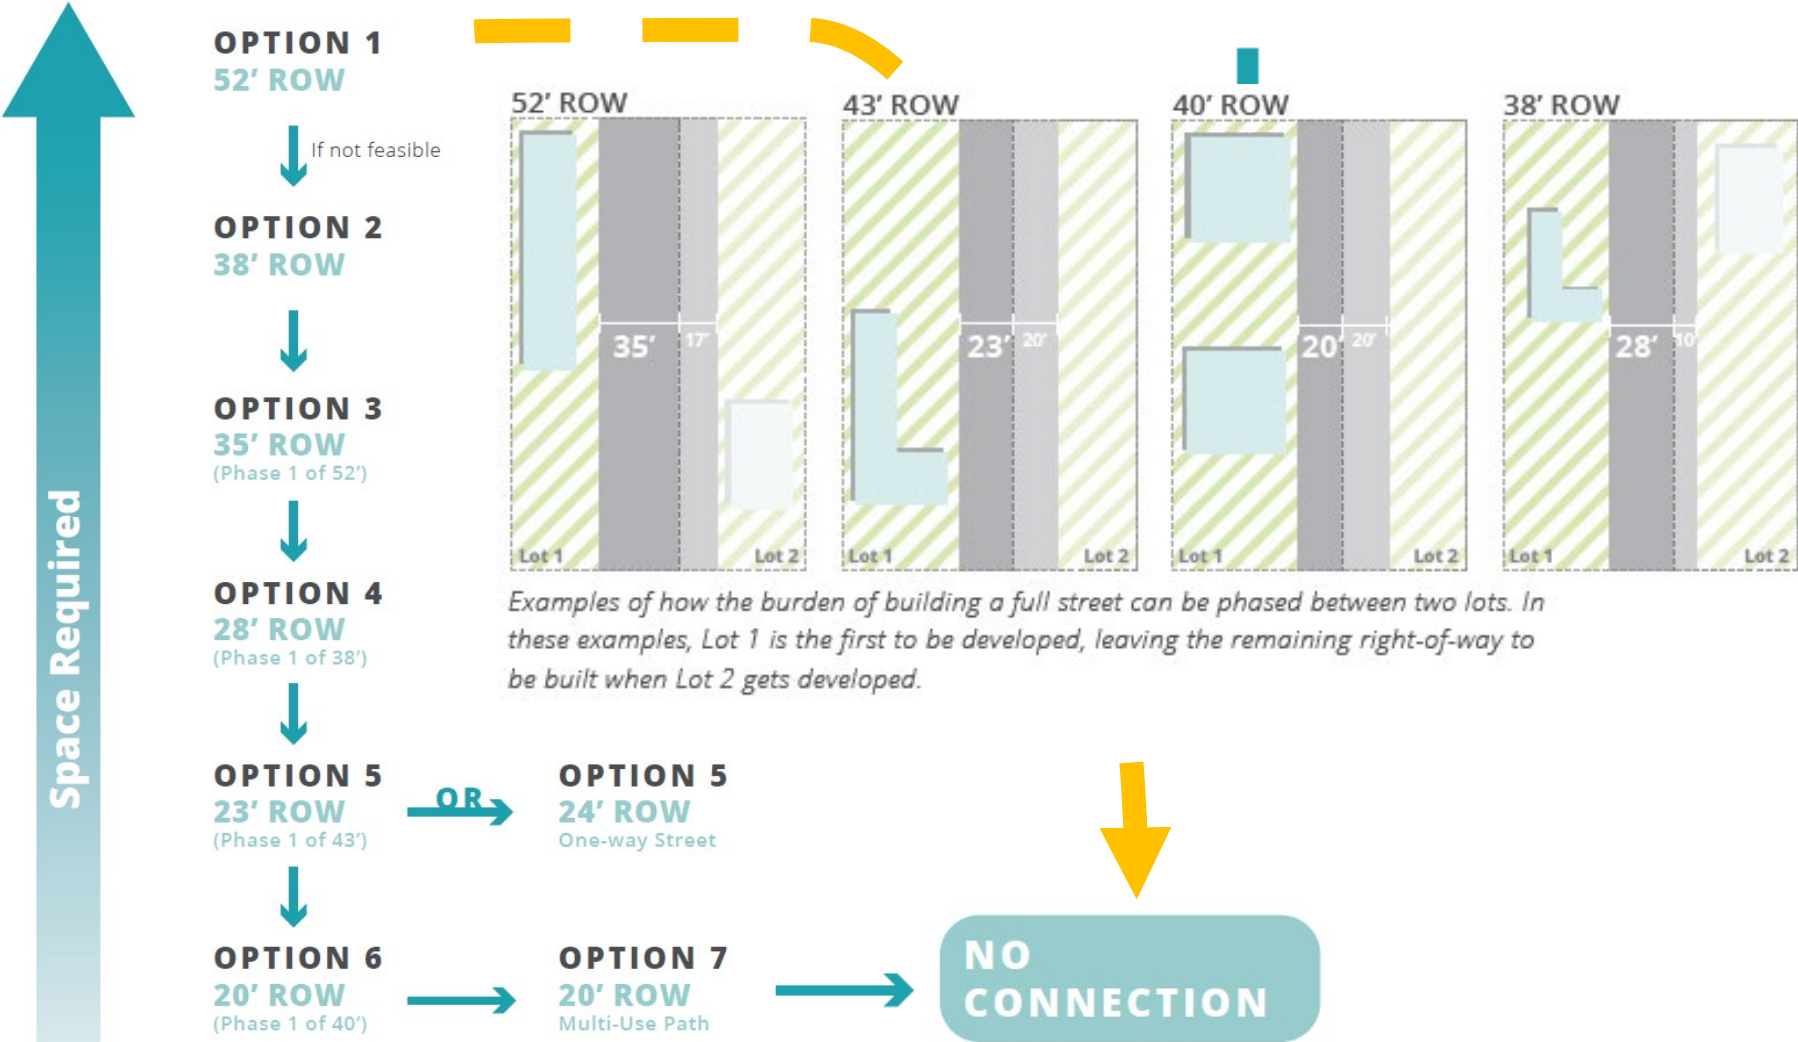 Space Required
OPTION 1
52’ ROW
If not feasible
OPTION 2
38’ ROW
OPTION 3
35’ ROW
(Phase 1 of 52’)
OPTION 4
28’ ROW
(Phase 1 of 38’)
OPTION 5
23’ ROW
(Phase 1 of 43’)
OR
OPTION 5
24’ ROW
One-way Street
OPTION 6
20’ ROW
(Phase 1 of 40’)
OPTION 7
20’ ROW
Multi-Use Path
NO
CONNECTION
52’ ROW
35’ 17’
Lot 1 Lot 2
43’ ROW
23’ 20’
Lot 1 Lot 2
40’ ROW
20’ 20’
Lot 1 Lot 2
38’ ROW
28’ 10’
Lot 1 Lot 2
Examples of how the burden of building a full street can be phased between two lots. In
these examples, Lot 1 is the first to be developed, leaving the remaining right-of-way to
be built when Lot 2 gets developed.